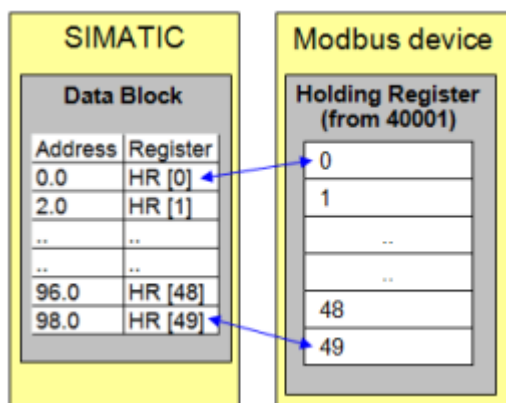 SIMATIC
Data Block
Address Register
0.0 HR [0]
2.0 HR [1]
.. ..
.. ..
96.0 HR [48]
98.0 HR [49]
Modbus device
Holding Register
(from 40001)
0
1
..
..
48
49